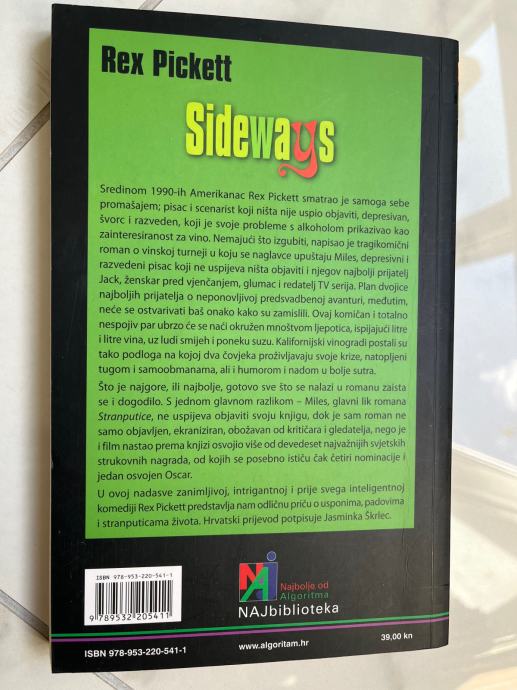 Rex Pickett
Sideways
Sredinom 1990-ih Amerikanac Rex Pickett smatrao je samoga sebe
promašajem; pisac i scenarist koji ništa nije uspio objaviti, depresivan,
švorc i razveden, koji je svoje probleme s alkoholom prikazivao kao
zainteresiranost za vino. Nemajući što izgubiti, napisao je tragikomični
roman o vinskoj turneji u koju se naglavce upuštaju Miles, depresivni i
razvedeni pisac koji ne uspijeva ništa objaviti i njegov najbolji prijatelj
Jack, ženskar pred vjenčanjem, glumac i redatelj TV serija. Plan dvojice
najboljih prijatelja o neponovljivoj predsvadbenoj avanturi, međutim,
neće se ostvarivati baš onako kako su zamislili. Ovaj komičan i totalno
nespojiv par ubrzo će se naći okružen mnoštvom ljepotica, ispijajući litre
i litre vina, uz ludi smijeh i poneku suzu. Kalifornijski vinogradi postali su
tako podloga na kojoj dva čovjeka proživljavaju svoje krize, natopljeni
tugom i samoobmanama, ali i humorom i nadom u bolje sutra.
Što je najgore, ili najbolje, gotovo sve što se nalazi u romanu zaista
se i dogodilo. S jednom glavnom razlikom – Miles, glavni lik romana
Stranputice, ne uspijeva objaviti svoju knjigu, dok je sam roman ne
samo objavljen, ekraniziran, obožavan od kritičara i gledatelja, nego je
i film nastao prema knjizi osvojio više od devedeset najvažnijih svjetskih
strukovnih nagrada, od kojih se posebno ističu čak četiri nominacije i
jedan osvojen Oscar.
U ovoj nadasve zanimljivoj, intrigantnoj i prije svega inteligentnoj
komediji Rex Pickett predstavlja nam odličnu priču o usponima, padovima
i stranputicama života. Hrvatski prijevod potpisuje Jasminka Škrlec.
ISBN 978-953-220-541-1
9 789532 205411
NAJ
Najbolje od
Algoritma
NAJbiblioteka
ISBN 978-953-220-541-1
www.algoritam.hr
39,00 kn